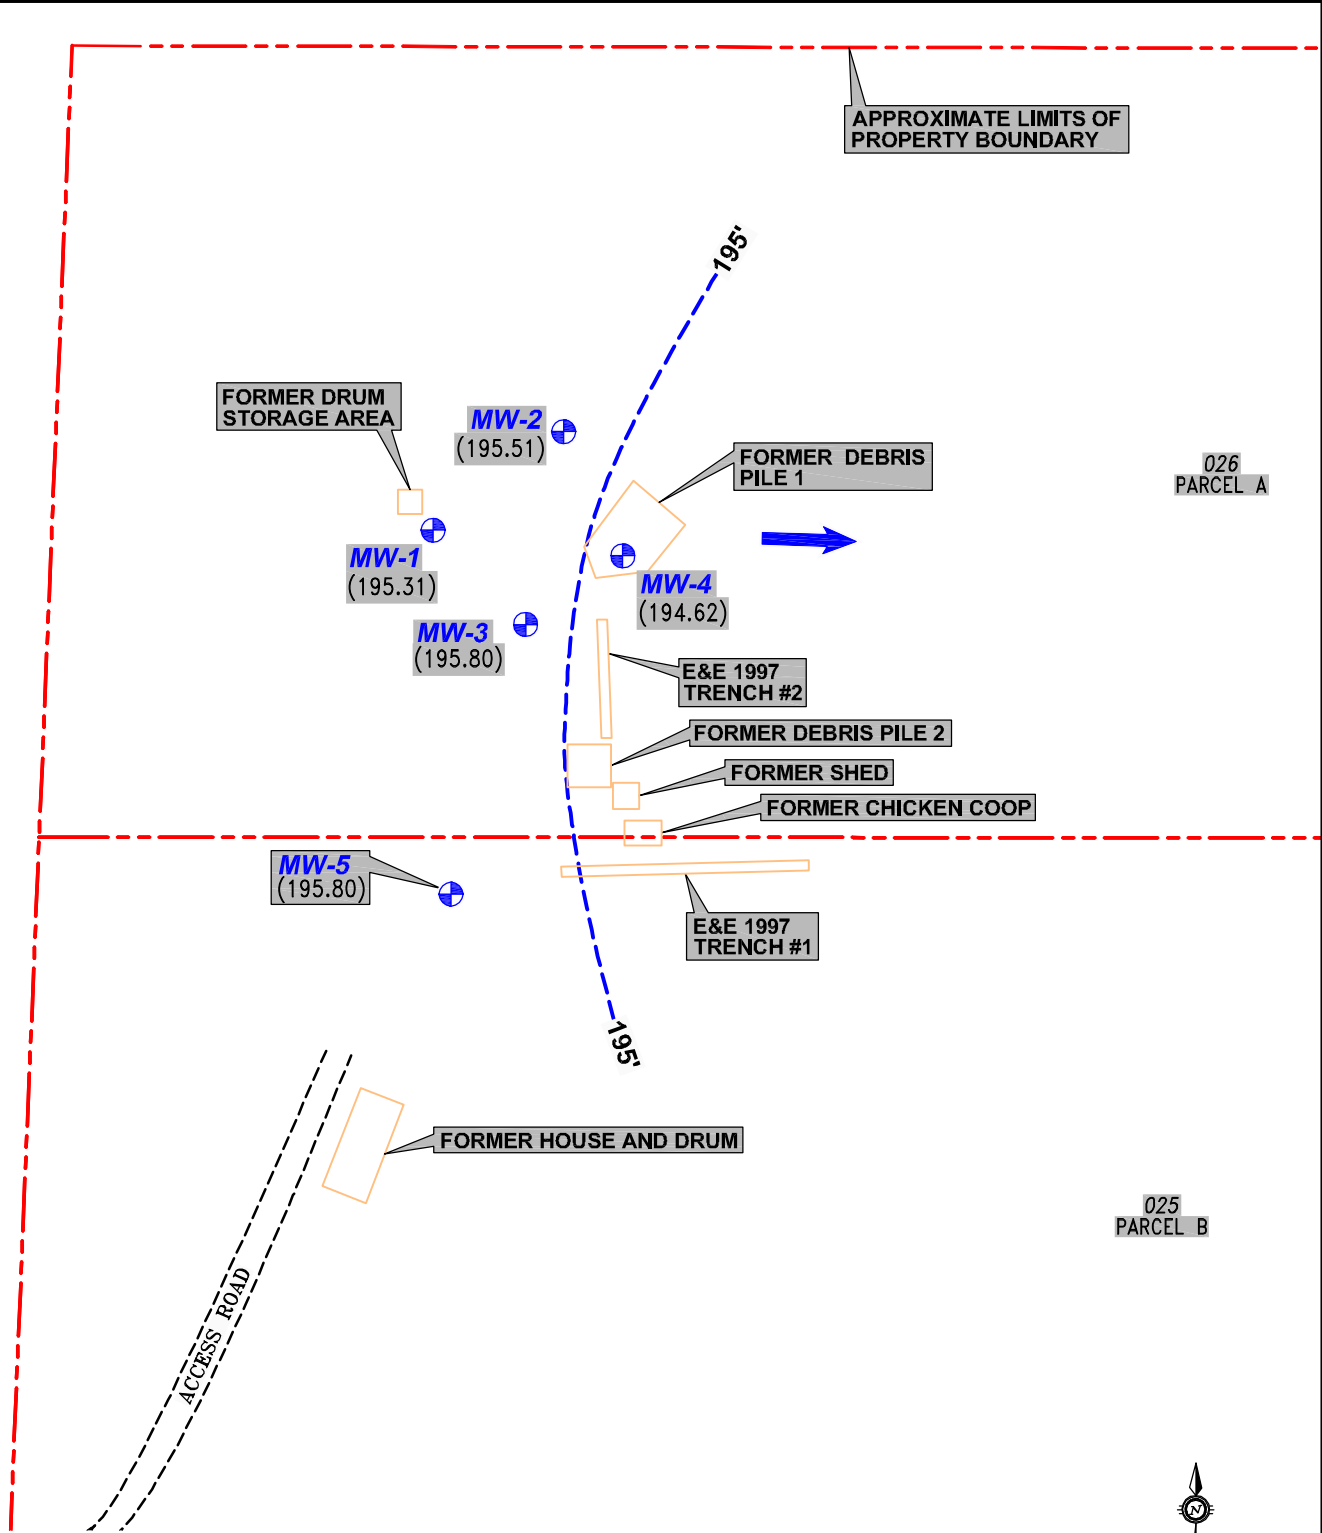 APPROXIMATE LIMITS OF
PROPERTY BOUNDARY
195'
FORMER DRUM
STORAGE AREA
MW-2
(195.51)
FORMER DEBRIS
PILE 1
026
PARCEL A
MW-1
(195.31)
MW-4
(194.62)
MW-3
(195.80)
E&E 1997
TRENCH #2
FORMER DEBRIS PILE 2
FORMER SHED
FORMER CHICKEN COOP
MW-5
(195.80)
E&E 1997
TRENCH #1
195'
FORMER HOUSE AND DRUM
025
PARCEL B
ACCESS ROAD
N